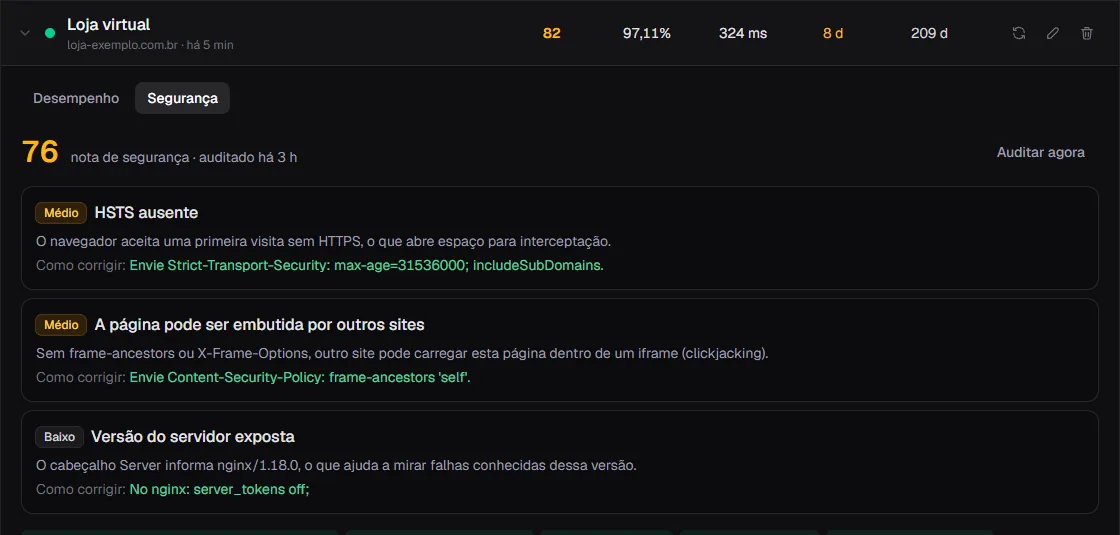 Loja virtual
loja-exemplo.com.br · há 5 min
82 97,11% 324 ms 8 d 209 d
Desempenho Segurança
76 nota de segurança · auditado há 3 h
Auditar agora
Médio HSTS ausente
O navegador aceita uma primeira visita sem HTTPS, o que abre espaço para interceptação.
Como corrigir: Envie Strict-Transport-Security: max-age=31536000; includeSubDomains.
Médio A página pode ser embutida por outros sites
Sem frame-ancestors ou X-Frame-Options, outro site pode carregar esta página dentro de um iframe (clickjacking).
Como corrigir: Envie Content-Security-Policy: frame-ancestors 'self'.
Baixo Versão do servidor exposta
O cabeçalho Server informa nginx/1.18.0, o que ajuda a mirar falhas conhecidas dessa versão.
Como corrigir: No nginx: server_tokens off;